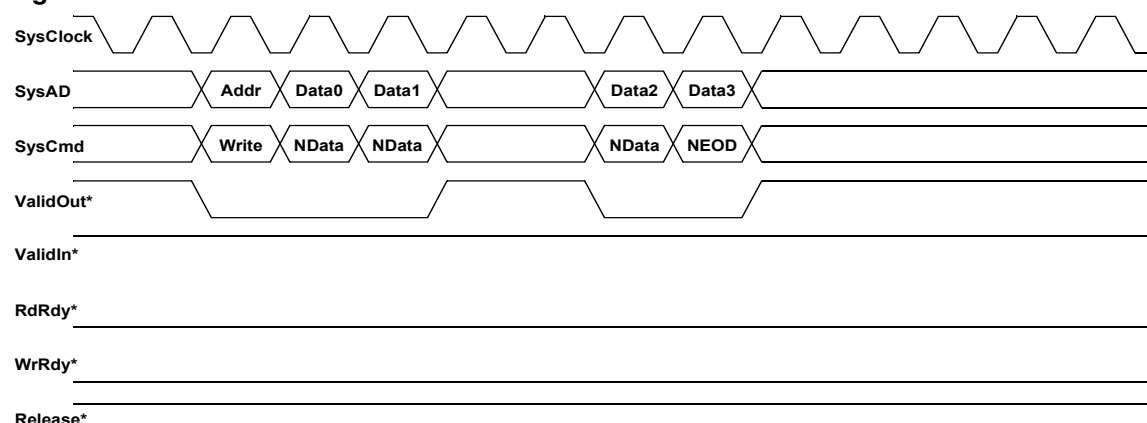 SysClock
SysAD Addr Data0 Data1 Data2 Data3
SysCmd Write NData NData NData NEOD
ValidOut*
ValidIn*
RdRdy*
WrRdy*
Release*